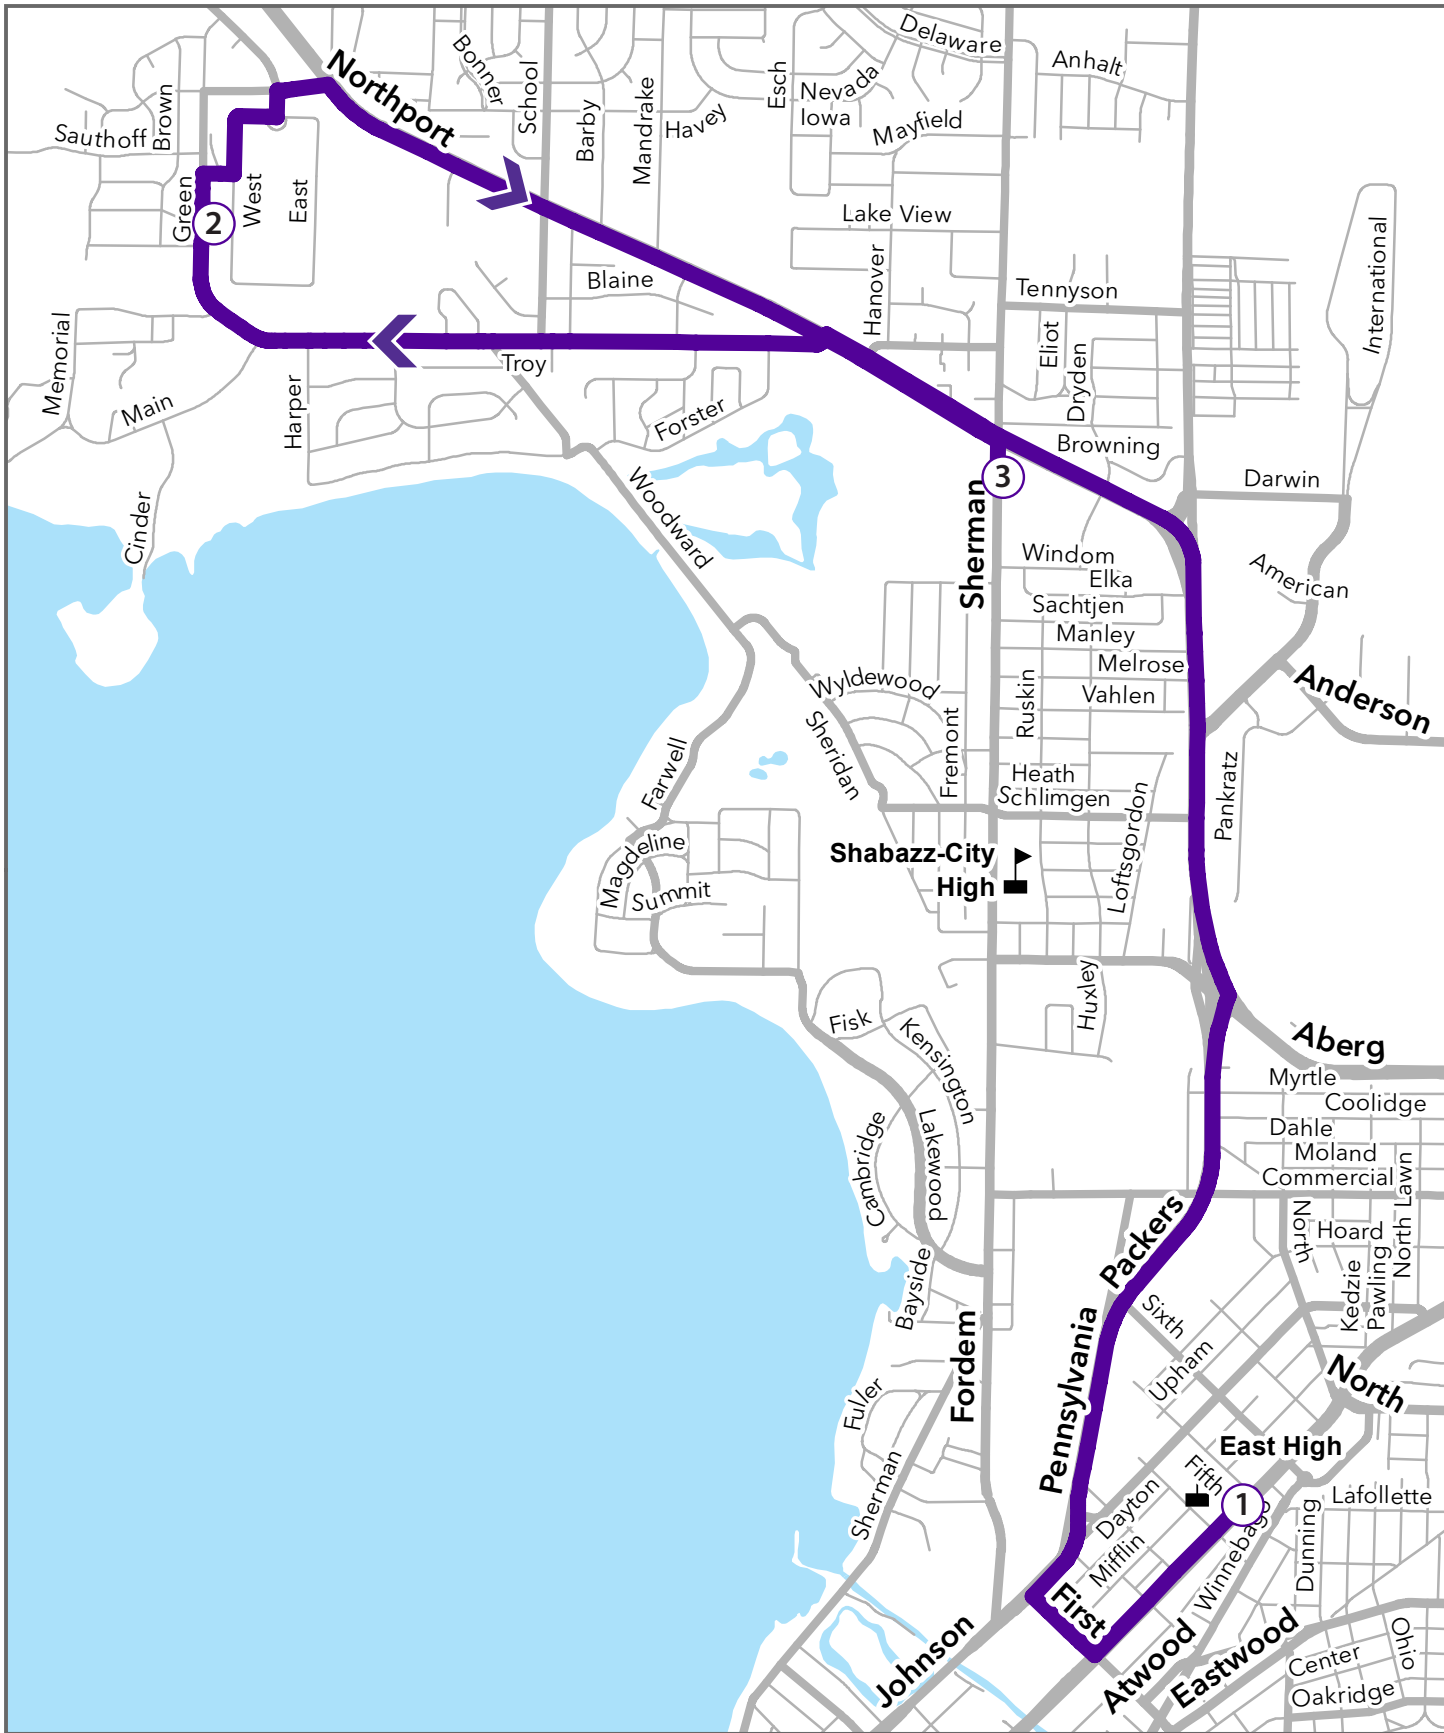 Delaware
Bonner
Northport
School
Anhalt
Esch
Nevada
Iowa
Mandrake
Barby
Havey
Mayfield
Brown
Sauthoff
Green
West
East
2
Lake View
International
Hanover
Blaine
Tennyson
Memorial
Troy
Eliot
Dryden
Harper
Main
Forster
Browning
3
Darwin
Woodward
Cinder
Sherman
Windom
Elka
American
Sachtjen
Manley
Melrose
Wyldewood
Vahlen
Anderson
Ruskin
Sheridan
Fremont
Farwell
Heath
Schlimgen
Pankratz
Loftsgordon
Magdeline
Shabazz-City
High
Summit
Huxley
Fisk
Kensington
Aberg
Myrtle
Coolidge
Cambridge
Lakewood
Dahle
Moland
Commercial
North Lawn
Packers
North
Hoard
Bayside
Kedzie
Pawling
Sixth
Pennsylvania
Fordem
Upham
North
Fuller
East High
Sherman
Fifth
Lafollette
1
Dayton
Winnebago
Dunning
Mifflin
First
Johnson
Atwood
Eastwood
Center
Ohio
Oakridge